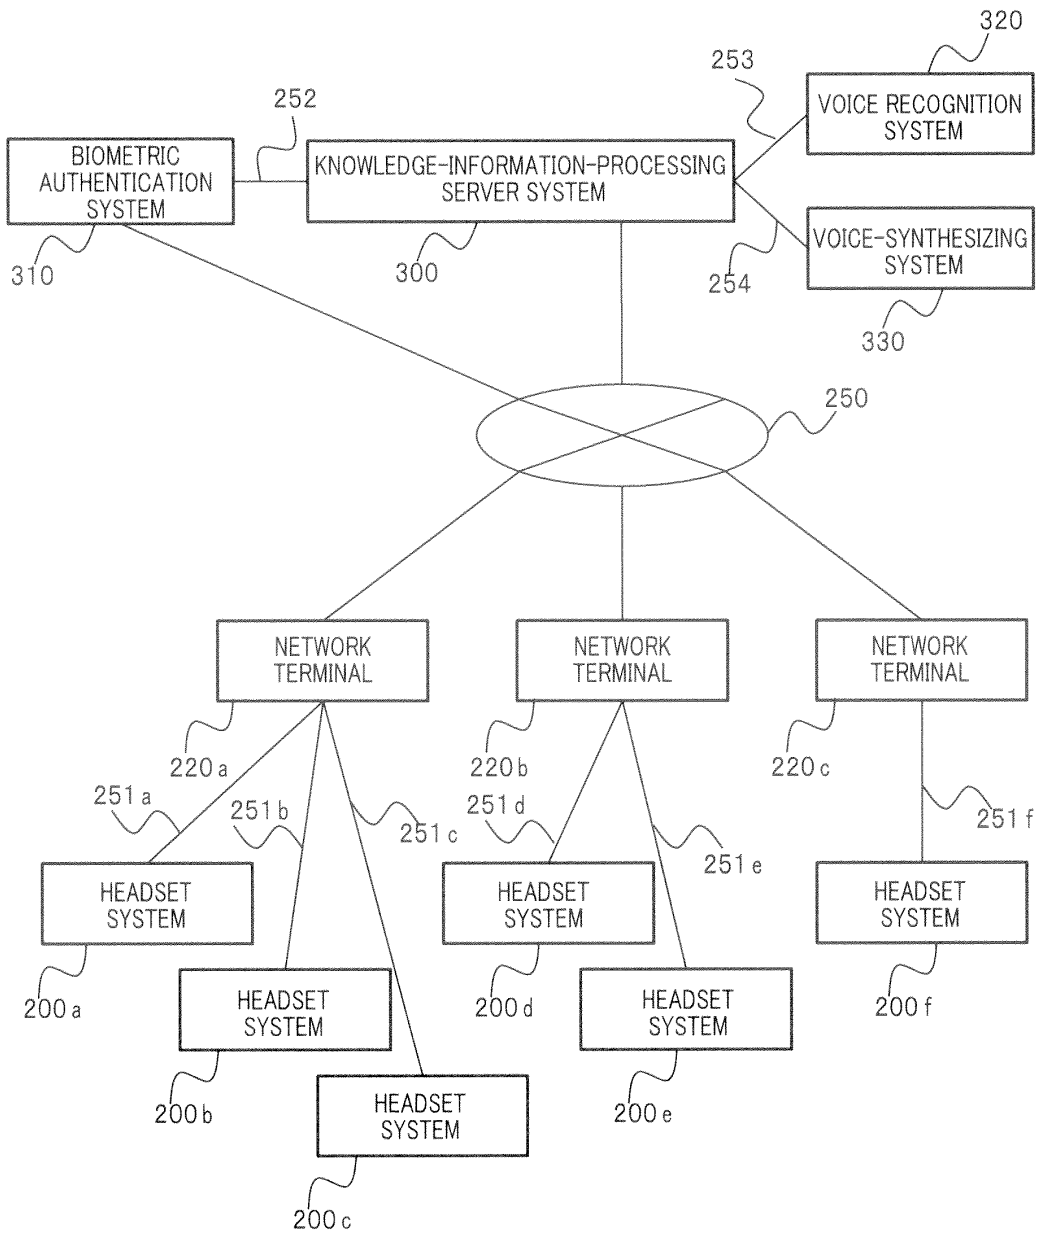 320
253
VOICE RECOGNITION
SYSTEM
252
BIOMETRIC
AUTHENTICATION
SYSTEM
KNOWLEDGE-INFORMATION-PROCESSING
SERVER SYSTEM
VOICE-SYNTHESIZING
SYSTEM
310
300
254
330
250
NETWORK
TERMINAL
NETWORK
TERMINAL
NETWORK
TERMINAL
220a
220b
220c
251a
251b
251c
251d
251e
251f
HEADSET
SYSTEM
HEADSET
SYSTEM
HEADSET
SYSTEM
200a
200d
200f
HEADSET
SYSTEM
HEADSET
SYSTEM
200b
200e
HEADSET
SYSTEM
200c